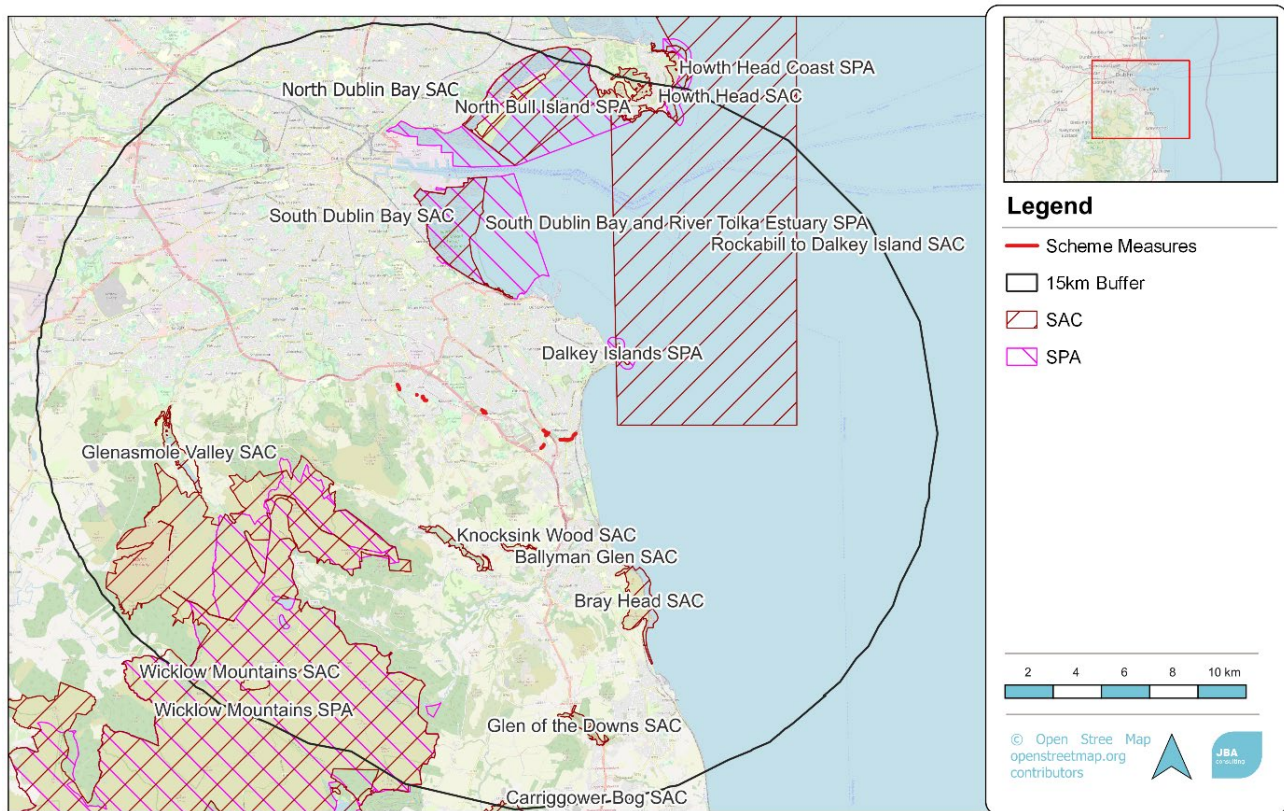 North Dublin Bay SAC
Howth Head Coast SPA
Howth Head SAC
North Bull Island SPA
South Dublin Bay SAC
South Dublin Bay and River Tolka Estuary SPA
Rockabill to Dalkey Island SAC
Dalkey Islands SPA
Glenasmole Valley SAC
Knocksink Wood SAC
Ballyman Glen SAC
Bray Head SAC
Wicklow Mountains SAC
Wicklow Mountains SPA
Glen of the Downs SAC
Carriggower Bog SAC
Legend
Scheme Measures
15km Buffer
SAC
SPA
2 4 6 8 10 km
© Open Stree Map
openstreetmap.org
contributors
JBA
consulting